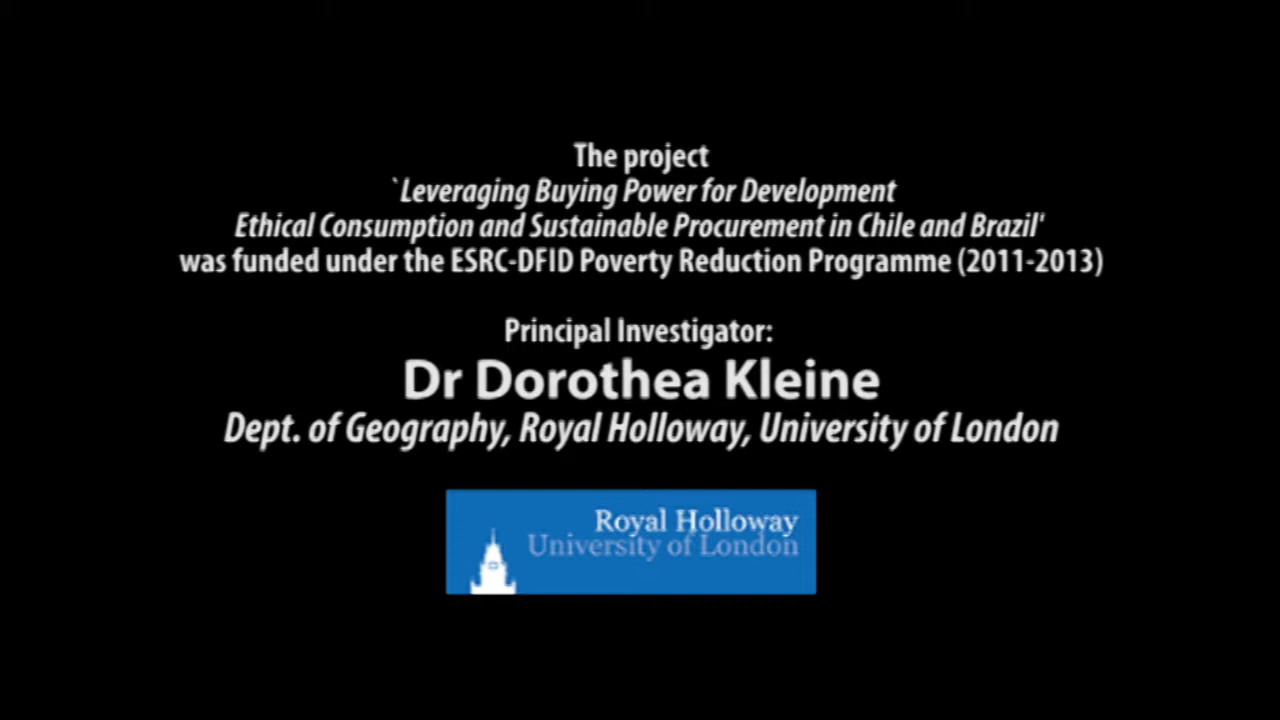 The project
`Leveraging Buying Power for Development
Ethical Consumption and Sustainable Procurement in Chile and Brazil'
was funded under the ESRC-DFID Poverty Reduction Programme (2011-2013)
Principal Investigator:
Dr Dorothea Kleine
Dept. of Geography, Royal Holloway, University of London
Royal Holloway
University of London